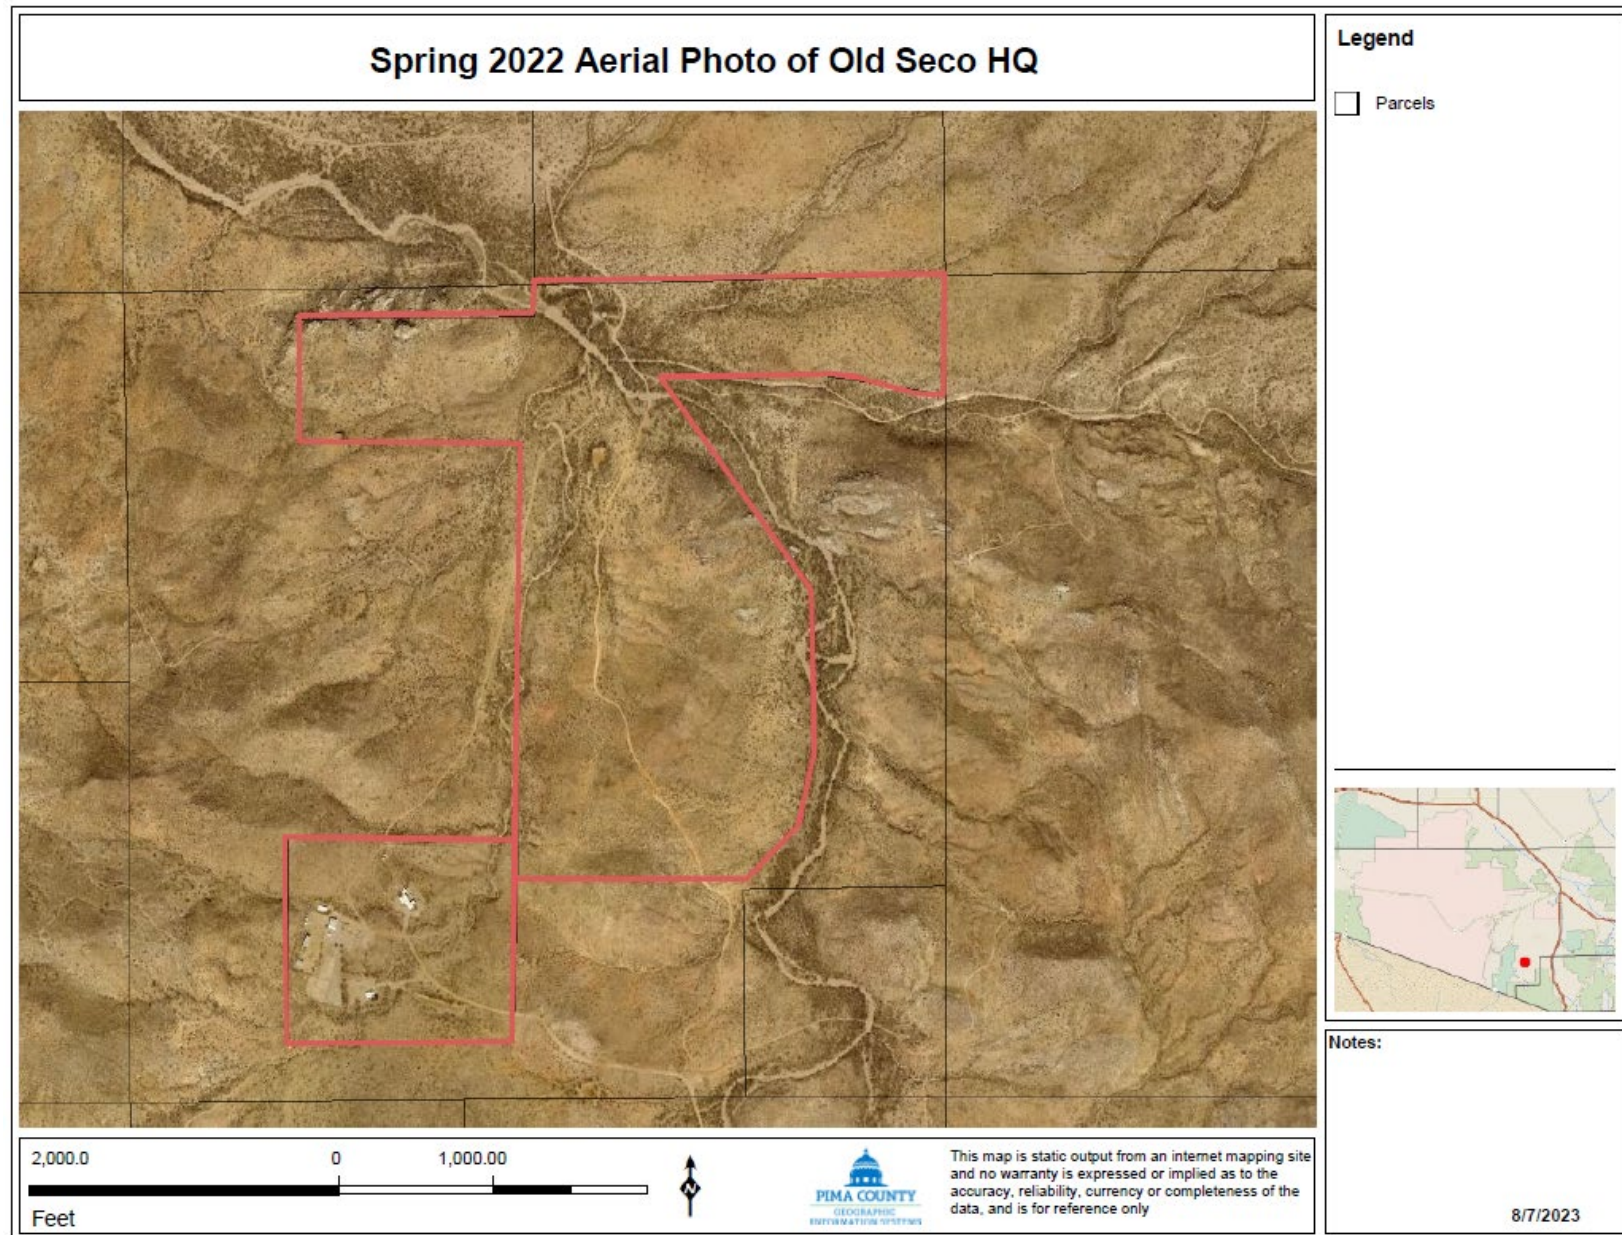 Spring 2022 Aerial Photo of Old Seco HQ
Legend
Parcels
Notes:
8/7/2023
2,000.0 0 1,000.00
Feet
N
PIMA COUNTY
GEOGRAPHIC
INFORMATION SYSTEMS
This map is static output from an internet mapping site
and no warranty is expressed or implied as to the
accuracy, reliability, currency or completeness of the
data, and is for reference only